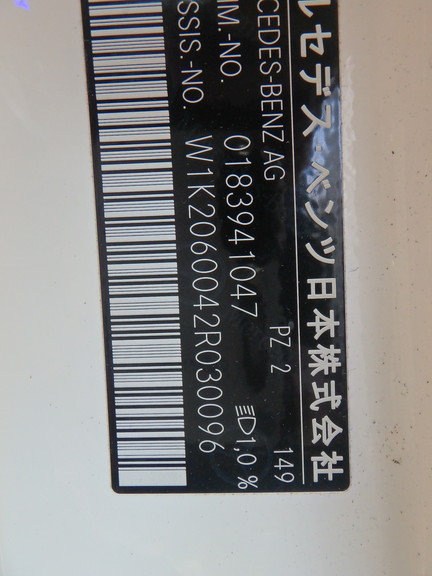 ルセデス・ベンツ日本株式会社
CEDES-BENZ AG PZ 2 149
M.-NO. 0183941047 1,0 %
SSIS.-NO. W1K2060042R030096